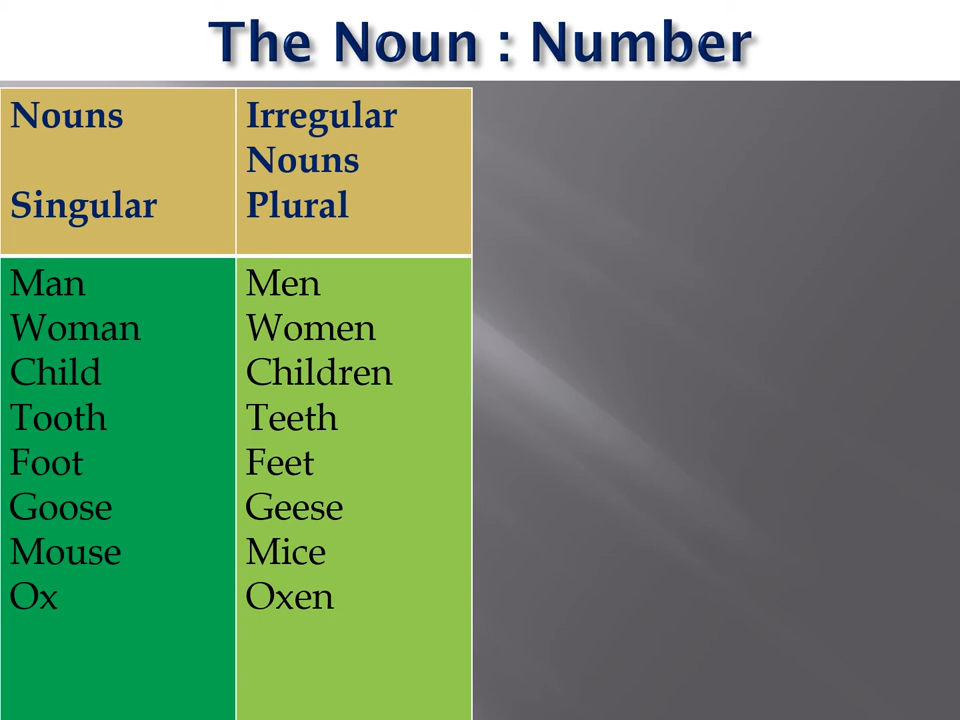 The Noun : Number
Nouns
Singular
Irregular
Nouns
Plural
Man
Woman
Child
Tooth
Foot
Goose
Mouse
Ox
Men
Women
Children
Teeth
Feet
Geese
Mice
Oxen